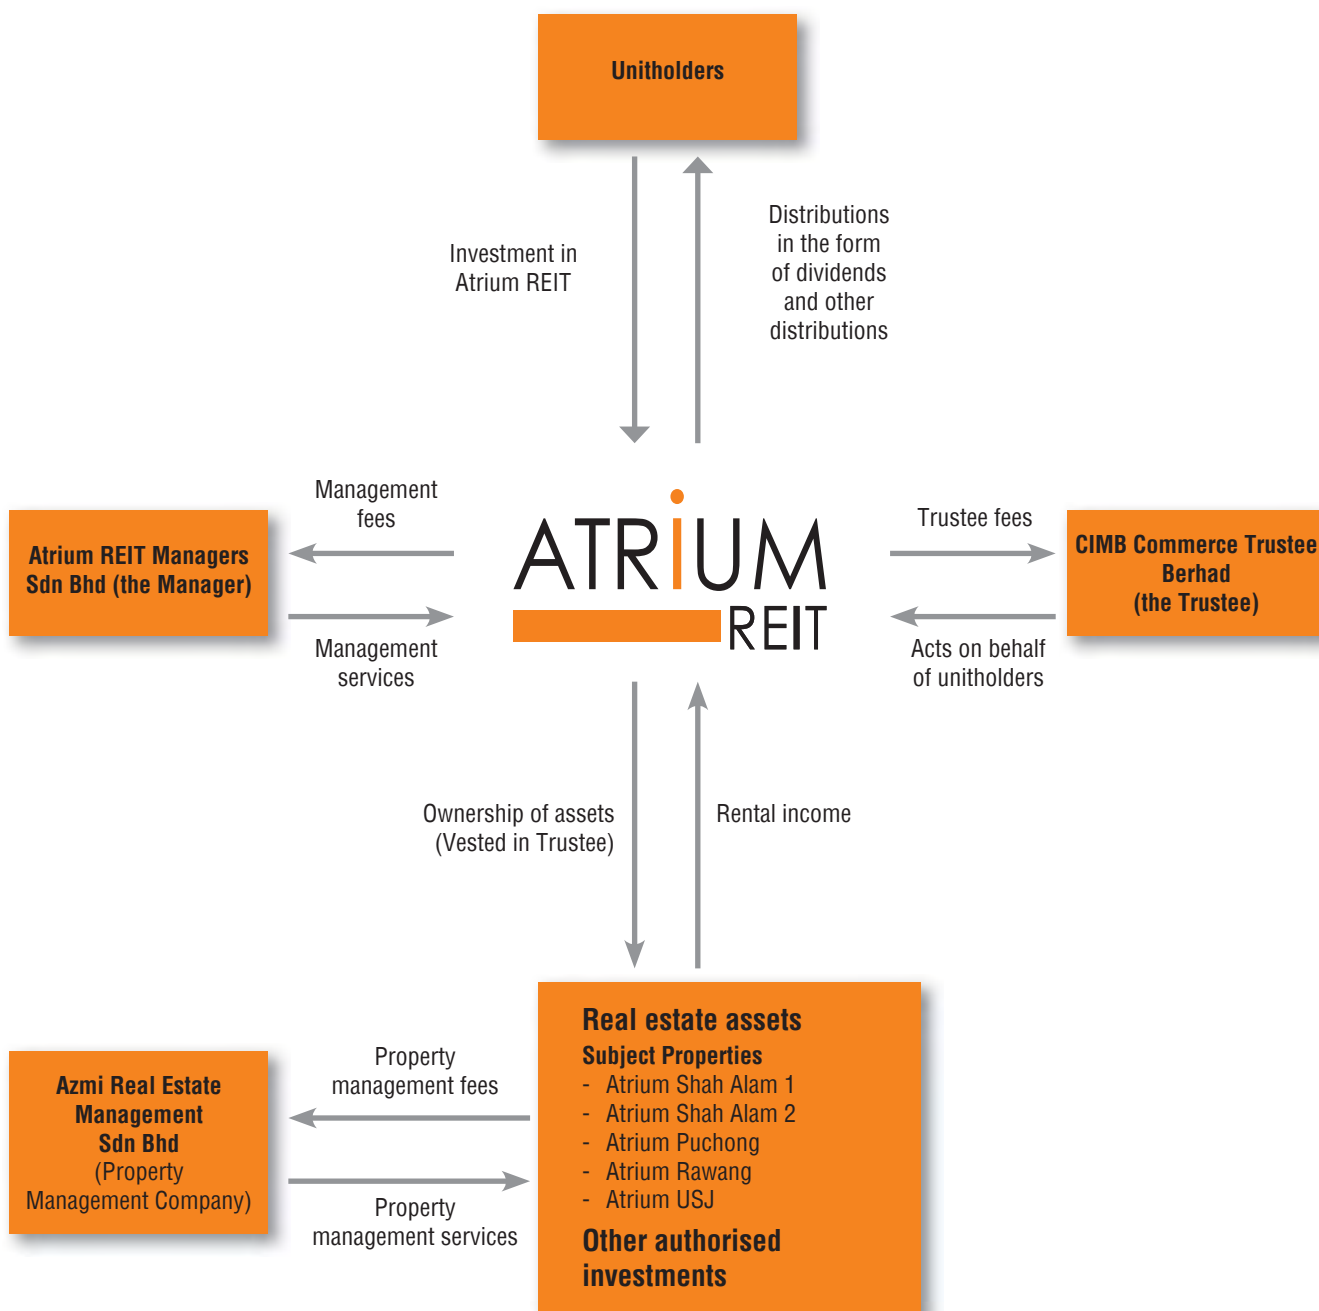 Unitholders
Investment in
Atrium REIT
Distributions
in the form
of dividends
and other
distributions
Management
fees
Atrium REIT Managers
Sdn Bhd (the Manager)
Management
services
ATRiUM
REIT
Trustee fees
CIMB Commerce Trustee
Berhad
(the Trustee)
Acts on behalf
of unitholders
Ownership of assets
(Vested in Trustee)
Rental income
Azmi Real Estate
Management
Sdn Bhd
(Property
Management Company)
Property
management fees
Property
management services
Real estate assets
Subject Properties
- Atrium Shah Alam 1
- Atrium Shah Alam 2
- Atrium Puchong
- Atrium Rawang
- Atrium USJ
Other authorised
investments